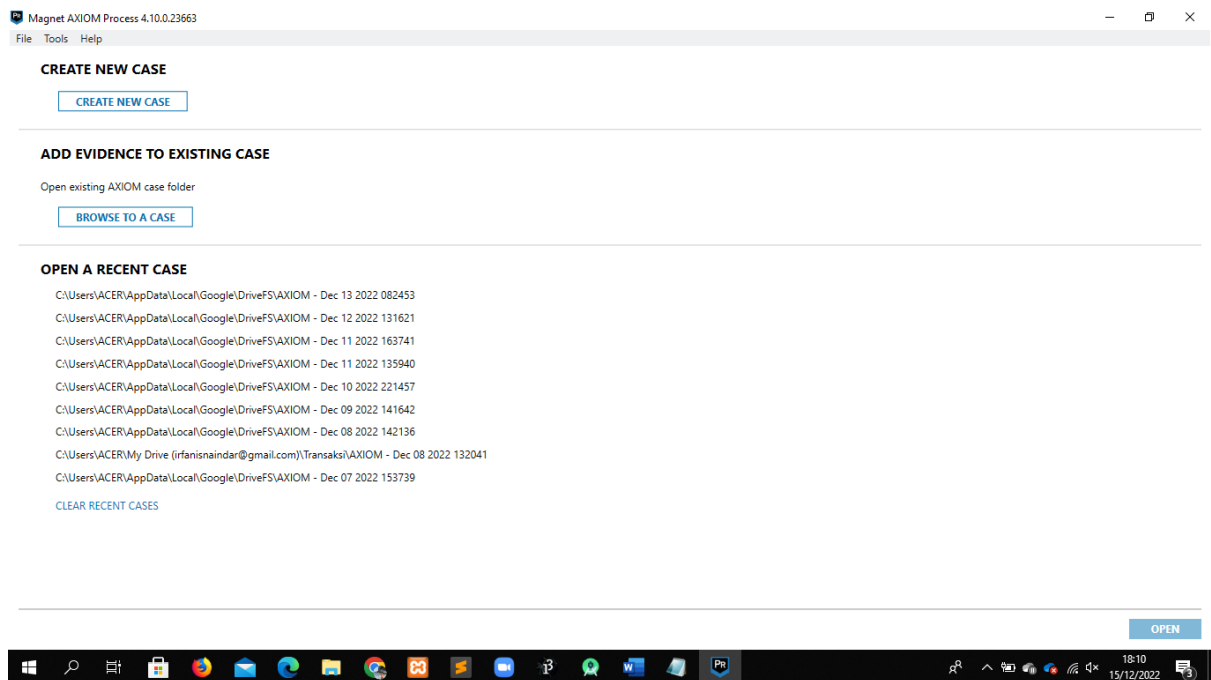 Magnet AXIOM Process 4.10.0.23663
File Tools Help
CREATE NEW CASE
CREATE NEW CASE
ADD EVIDENCE TO EXISTING CASE
Open existing AXIOM case folder
BROWSE TO A CASE
OPEN A RECENT CASE
C:\Users\ACER\AppData\Local\Google\DriveFS\AXIOM - Dec 13 2022 082453
C:\Users\ACER\AppData\Local\Google\DriveFS\AXIOM - Dec 12 2022 131621
C:\Users\ACER\AppData\Local\Google\DriveFS\AXIOM - Dec 11 2022 163741
C:\Users\ACER\AppData\Local\Google\DriveFS\AXIOM - Dec 11 2022 135940
C:\Users\ACER\AppData\Local\Google\DriveFS\AXIOM - Dec 10 2022 221457
C:\Users\ACER\AppData\Local\Google\DriveFS\AXIOM - Dec 09 2022 141642
C:\Users\ACER\AppData\Local\Google\DriveFS\AXIOM - Dec 08 2022 142136
C:\Users\ACER\My Drive (irfanisnaindar@gmail.com)\Transaksi\AXIOM - Dec 08 2022 132041
C:\Users\ACER\AppData\Local\Google\DriveFS\AXIOM - Dec 07 2022 153739
CLEAR RECENT CASES
OPEN
18:10
15/12/2022